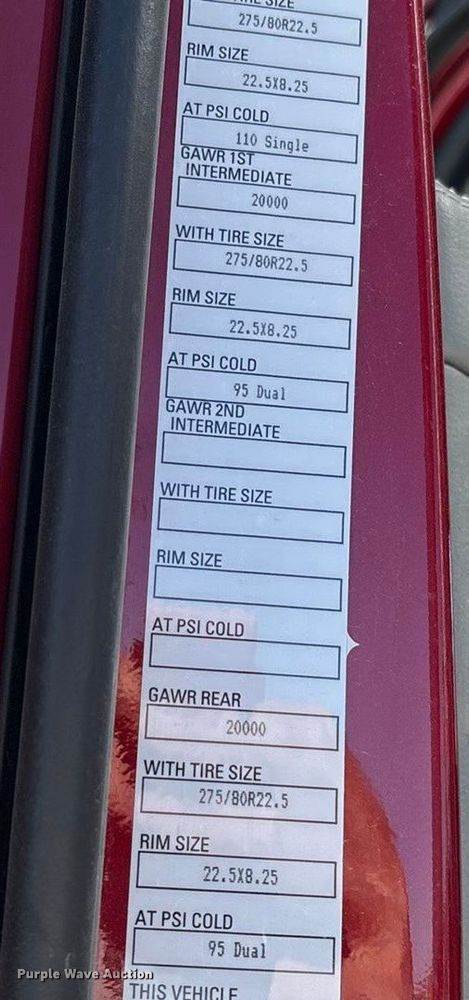 TIRE SIZE
275/80R22.5
RIM SIZE
22.5X8.25
AT PSI COLD
110 Single
GAWR 1ST
INTERMEDIATE
20000
WITH TIRE SIZE
275/80R22.5
RIM SIZE
22.5X8.25
AT PSI COLD
95 Dual
GAWR 2ND
INTERMEDIATE
WITH TIRE SIZE
RIM SIZE
AT PSI COLD
GAWR REAR
20000
WITH TIRE SIZE
275/80R22.5
RIM SIZE
22.5X8.25
AT PSI COLD
95 Dual
THIS VEHICLE
Purple Wave Auction